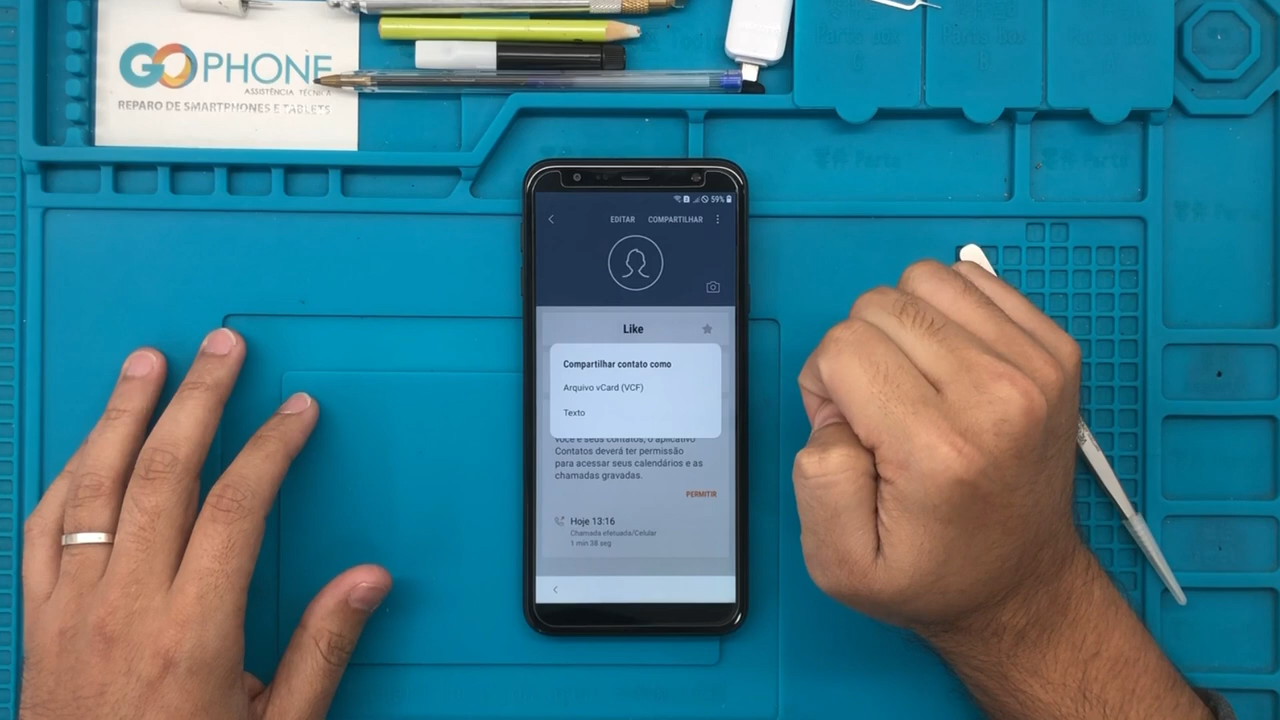 GOPHONE
ASSISTÊNCIA TÉCNICA
REPARO DE SMARTPHONES E TABLETS
59%
EDITAR COMPARTILHAR
Like
Compartilhar contato como
Arquivo vCard (VCF)
Texto
você e seus contatos, o aplicativo
Contatos deverá ter permissão
para acessar seus calendários e as
chamadas gravadas.
PERMITIR
Hoje 13:16
Chamada efetuada/Celular
1 min 38 seg